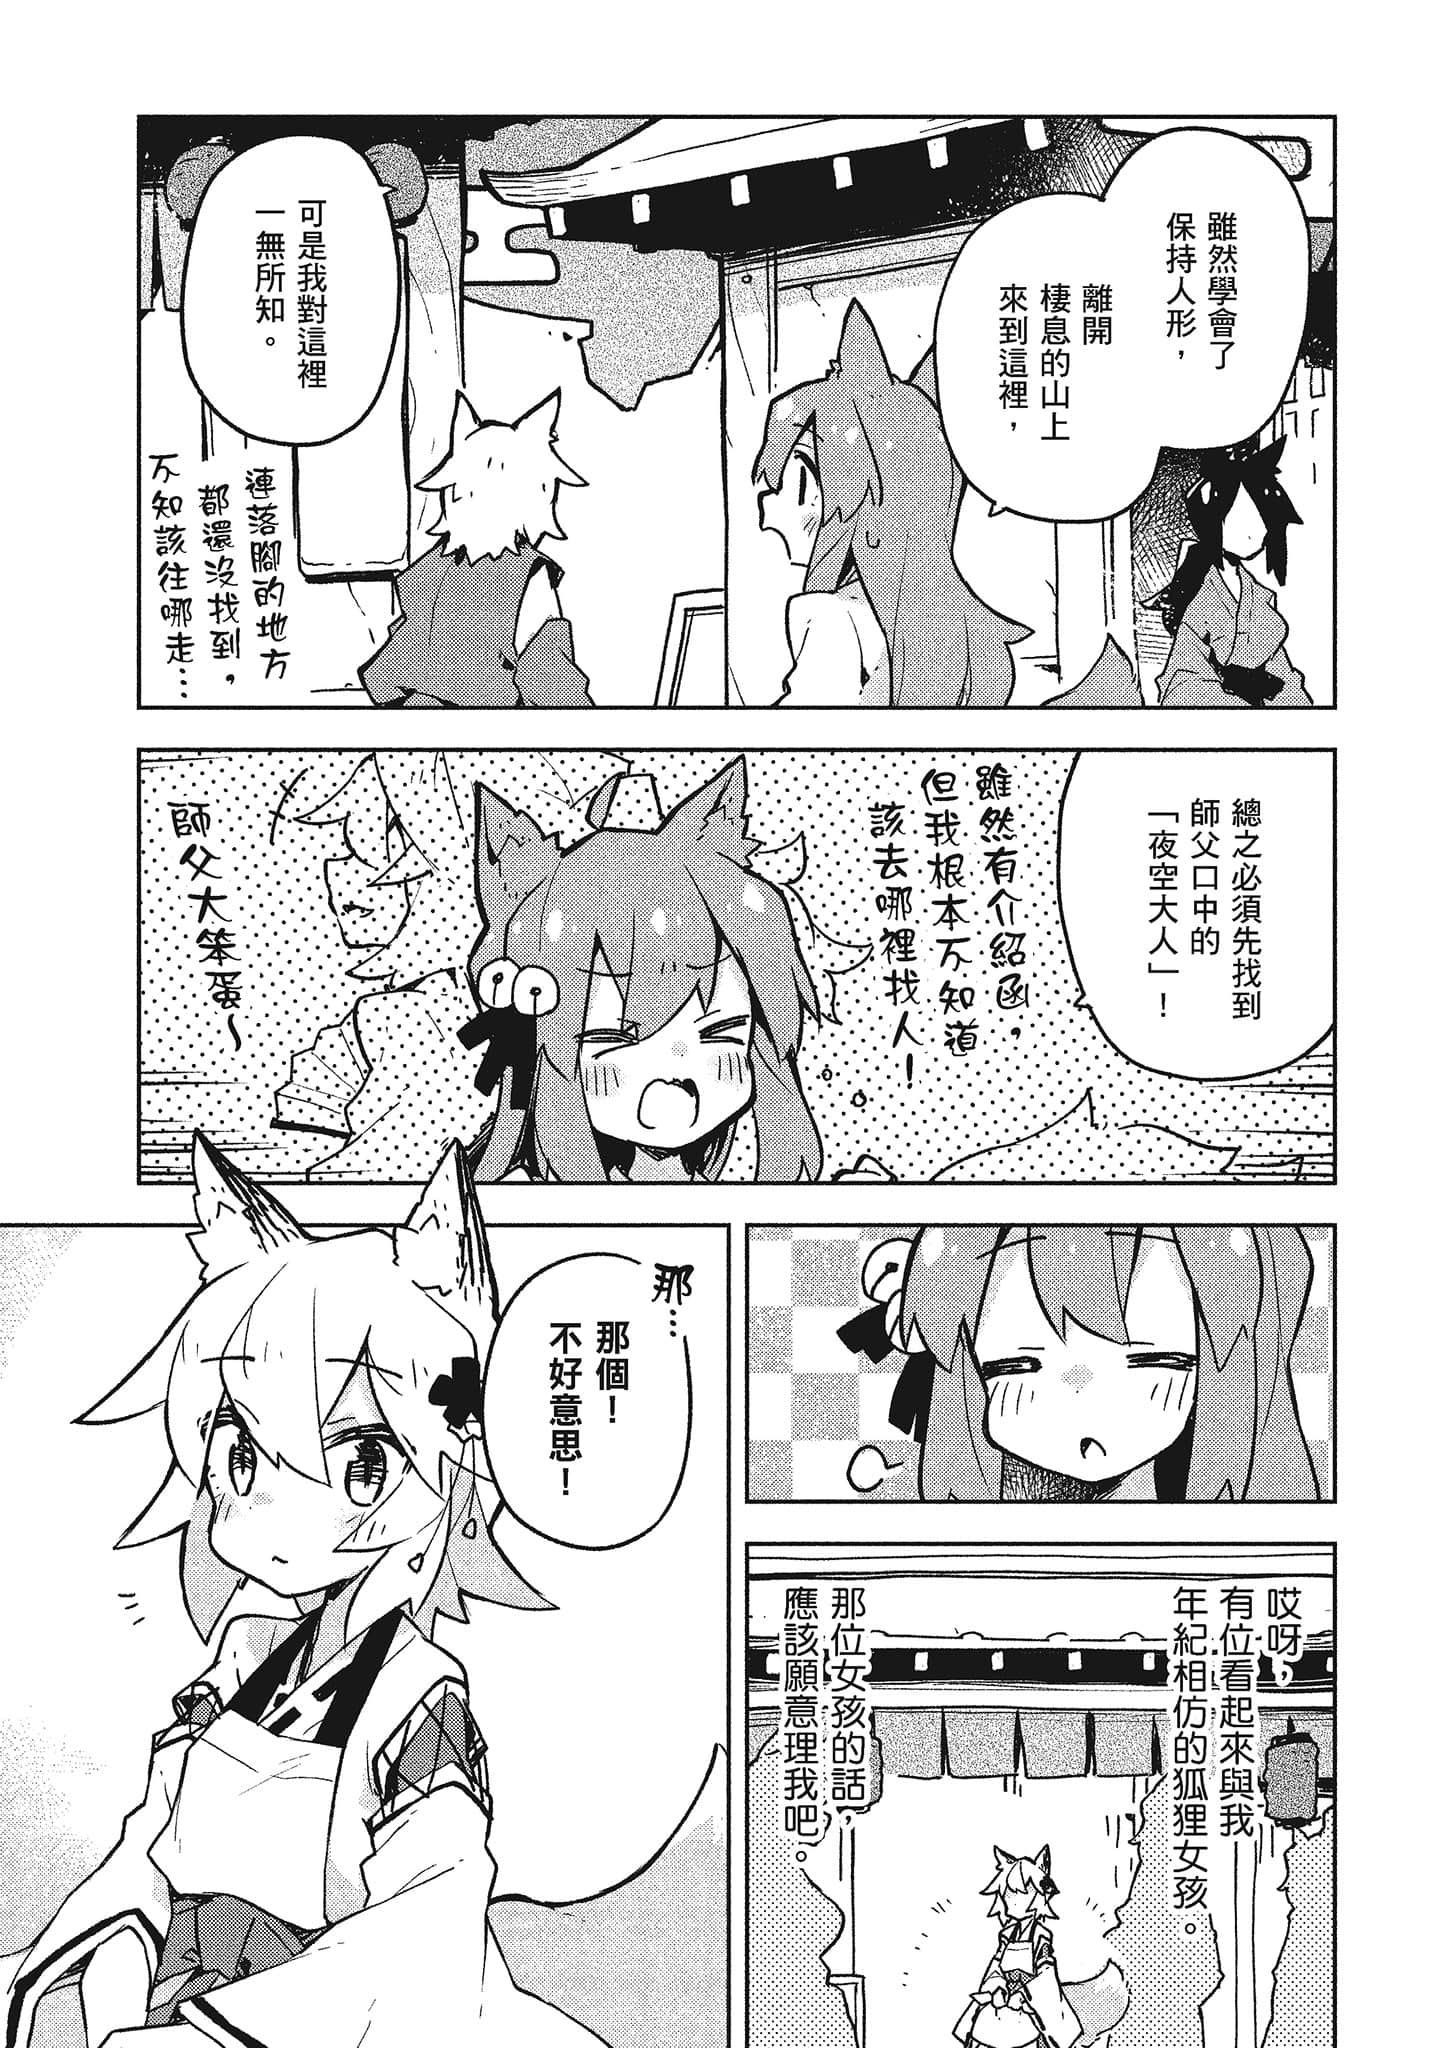 雖然學會了
保持人形，
離開
棲息的山上
來到這裡，
可是我對這裡
一無所知。
連落腳的地方
都還沒找到，
不知該往哪走…
總之必須先找到
師父口中的
「夜空大人」！
雖然有介紹函，
但我根本不知道
該去哪裡找人！
師父大笨蛋～
哎呀，
有位看起來與我
年紀相仿的狐狸女孩。
那位女孩的話，
應該願意理我吧。
那…
那個！
不好意思！